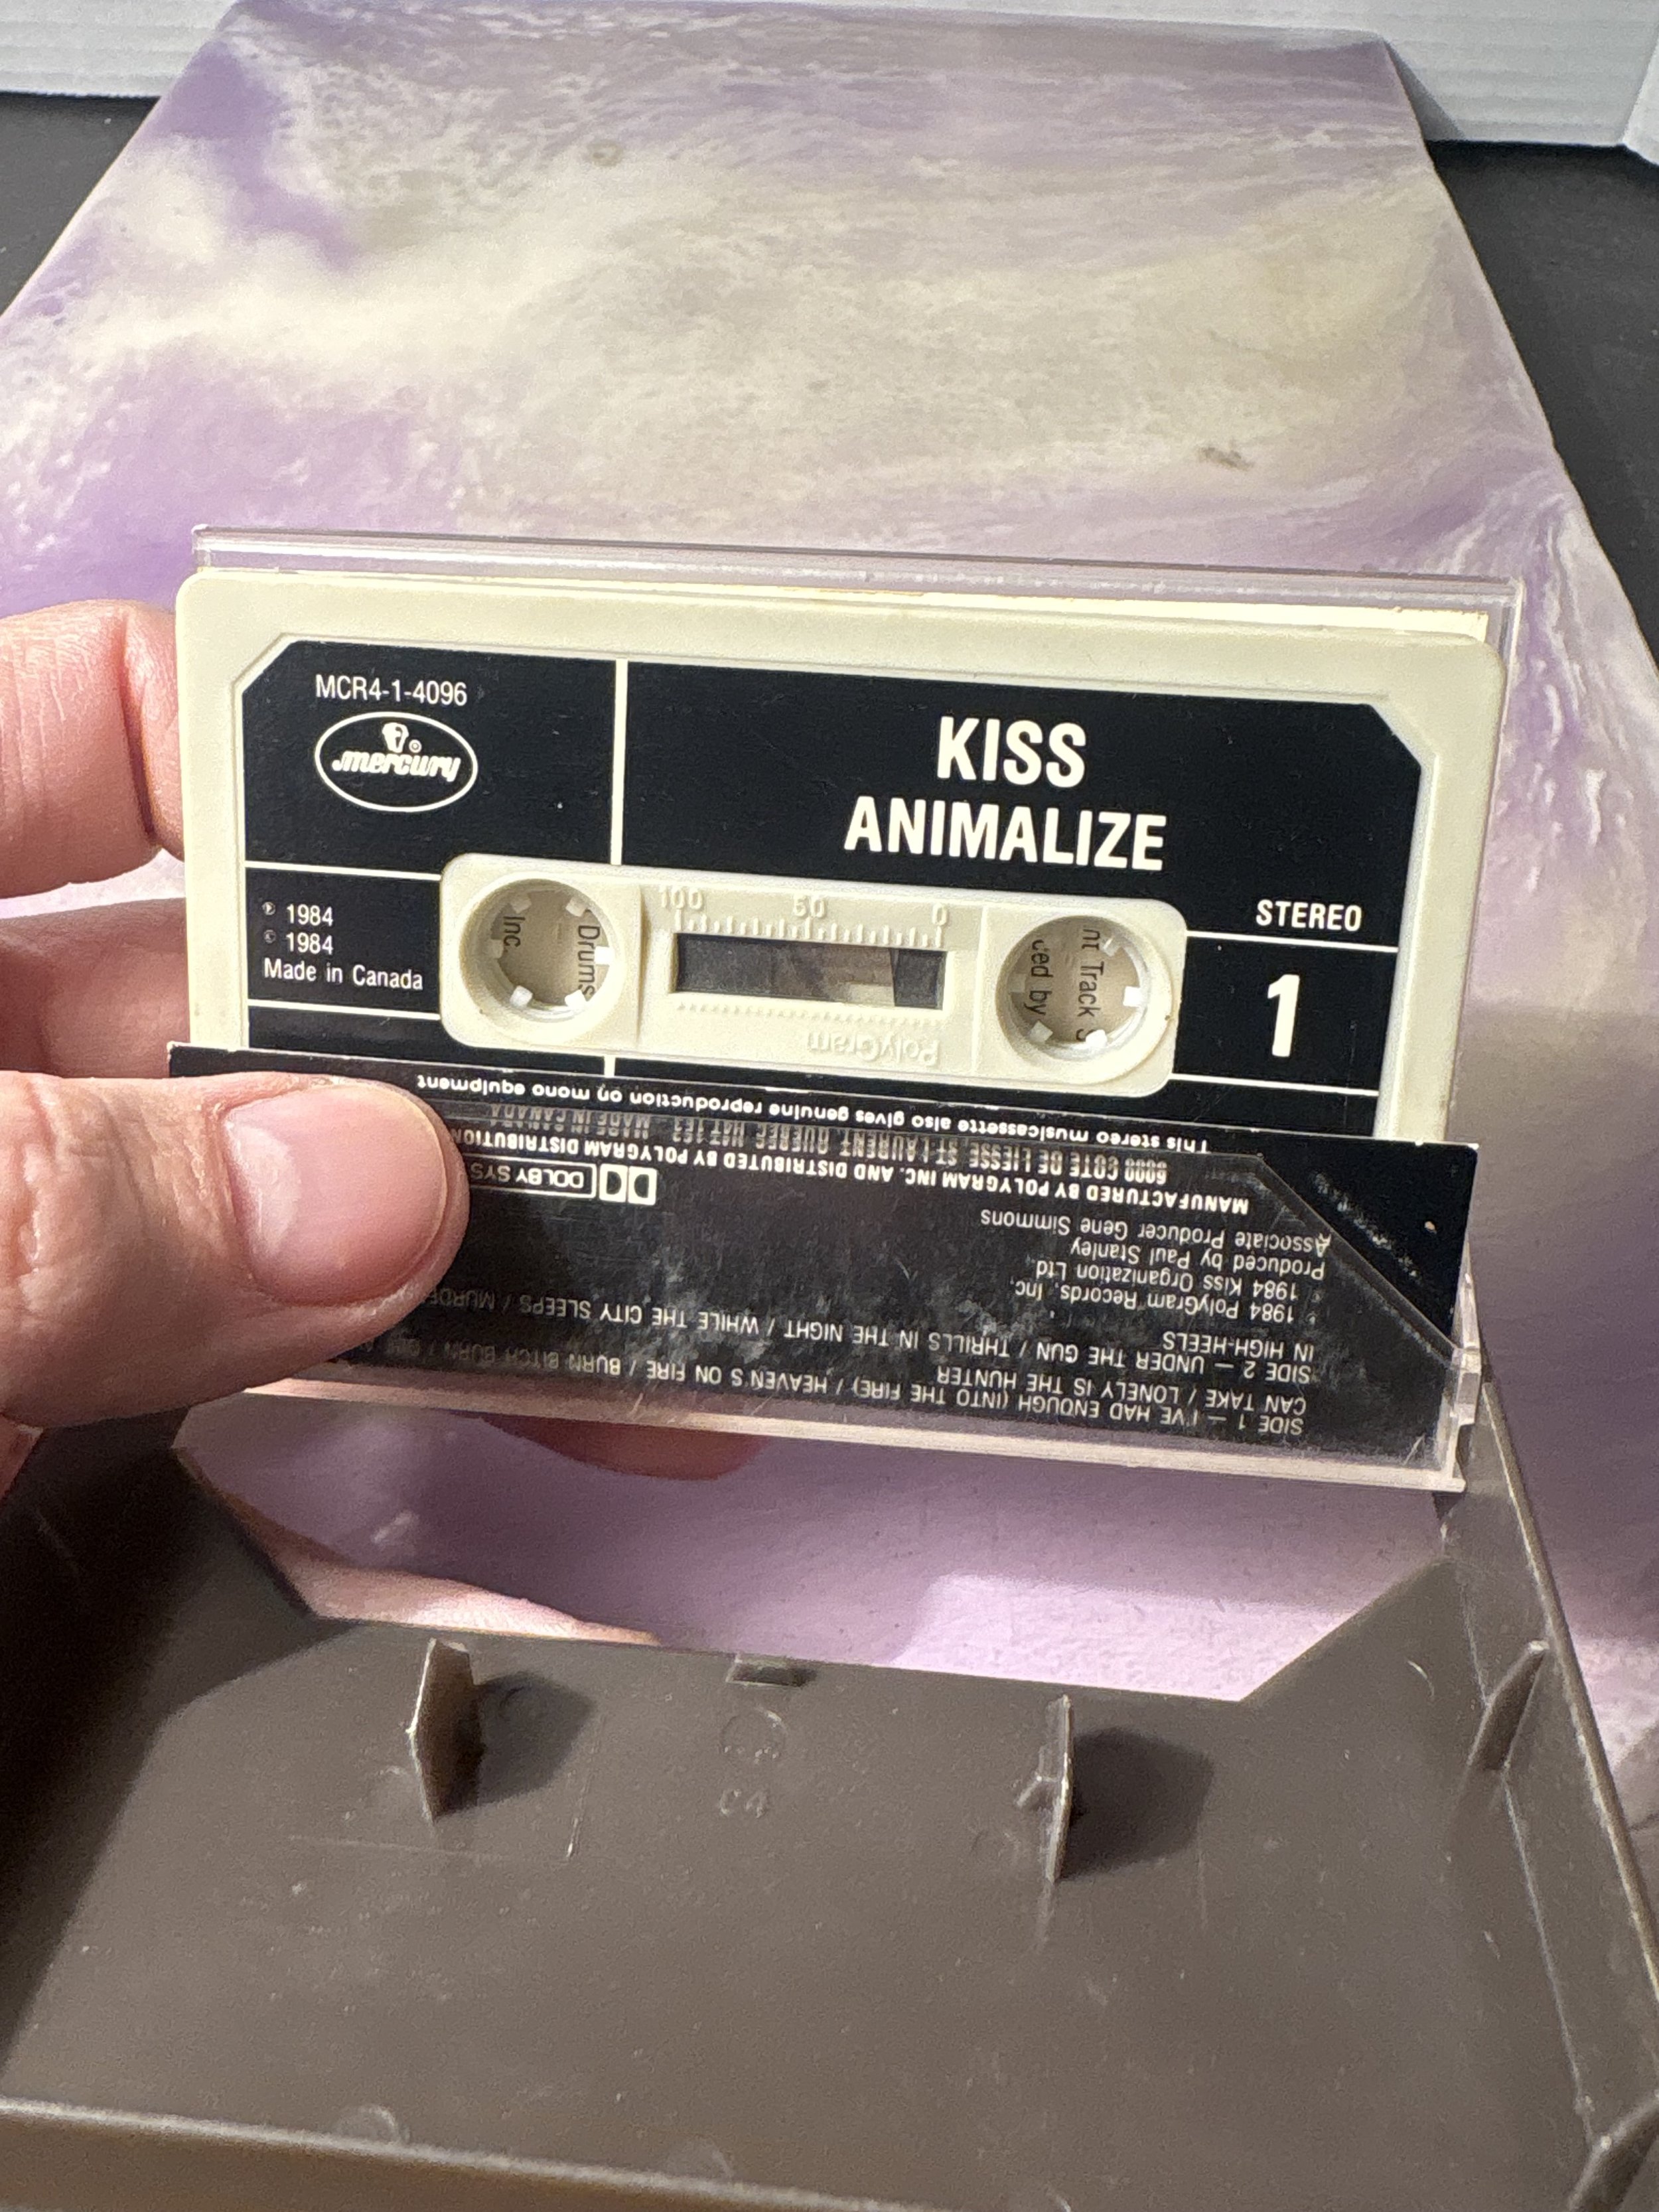 MCR4-1-4096
mercury
KISS
ANIMALIZE
℗ 1984
© 1984
Made in Canada
STEREO
1
100 50 0
Drums
Inc.
Track
ced by
PolyGram
SIDE 1 — I'VE HAD ENOUGH (INTO THE FIRE) / HEAVEN'S ON FIRE / BURN BITCH BURN /
CAN TAKE / LONELY IS THE HUNTER
SIDE 2 — UNDER THE GUN / THRILLS IN THE NIGHT / WHILE THE CITY SLEEPS /
IN HIGH-HEELS
1984 PolyGram Records, Inc.
1984 Kiss Organization Ltd.
Produced by Paul Stanley
Associate Producer Gene Simmons
DOLBY SYS
MANUFACTURED BY POLYGRAM INC. AND DISTRIBUTED BY POLYGRAM DISTRIBUTION
6000 COTE DE LIESSE ST-LAURENT QUEBEC H4T 1E3 MADE IN CANADA
This stereo musicassette also gives genuine reproduction on mono equipment
C4